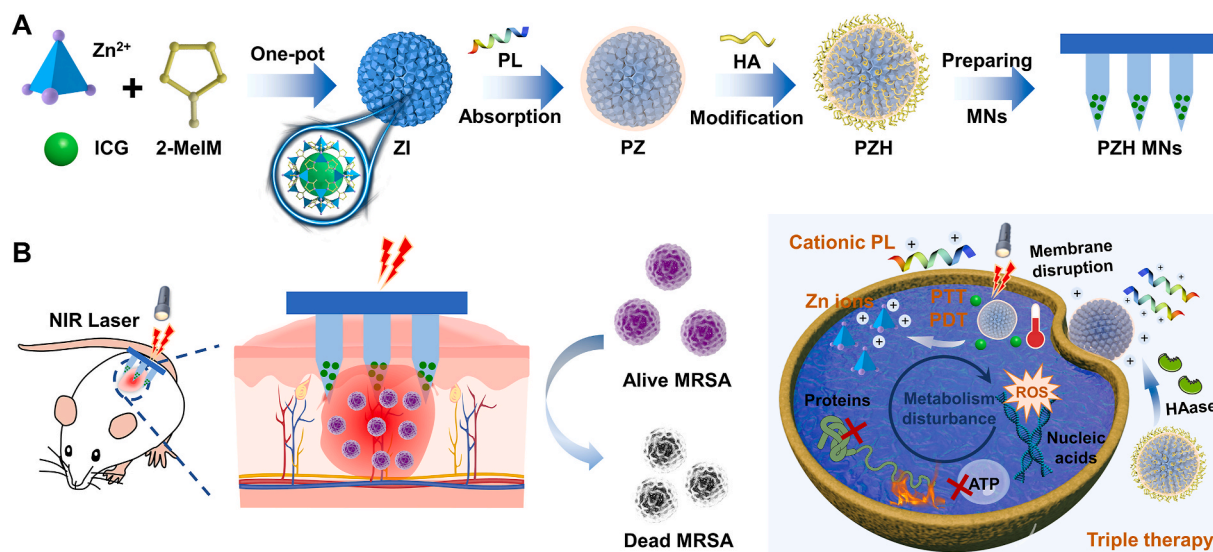 A
Zn2+
+
ICG
2-MeIM
One-pot
ZI
PL
Absorption
PZ
HA
Modification
PZH
Preparing
MNs
PZH MNs
B
NIR Laser
Alive MRSA
Dead MRSA
Cationic PL
+ +
Membrane
disruption
Zn ions
PTT
PDT
Proteins
Metabolism
disturbance
ROS
Nucleic
acids
ATP
HAase
Triple therapy